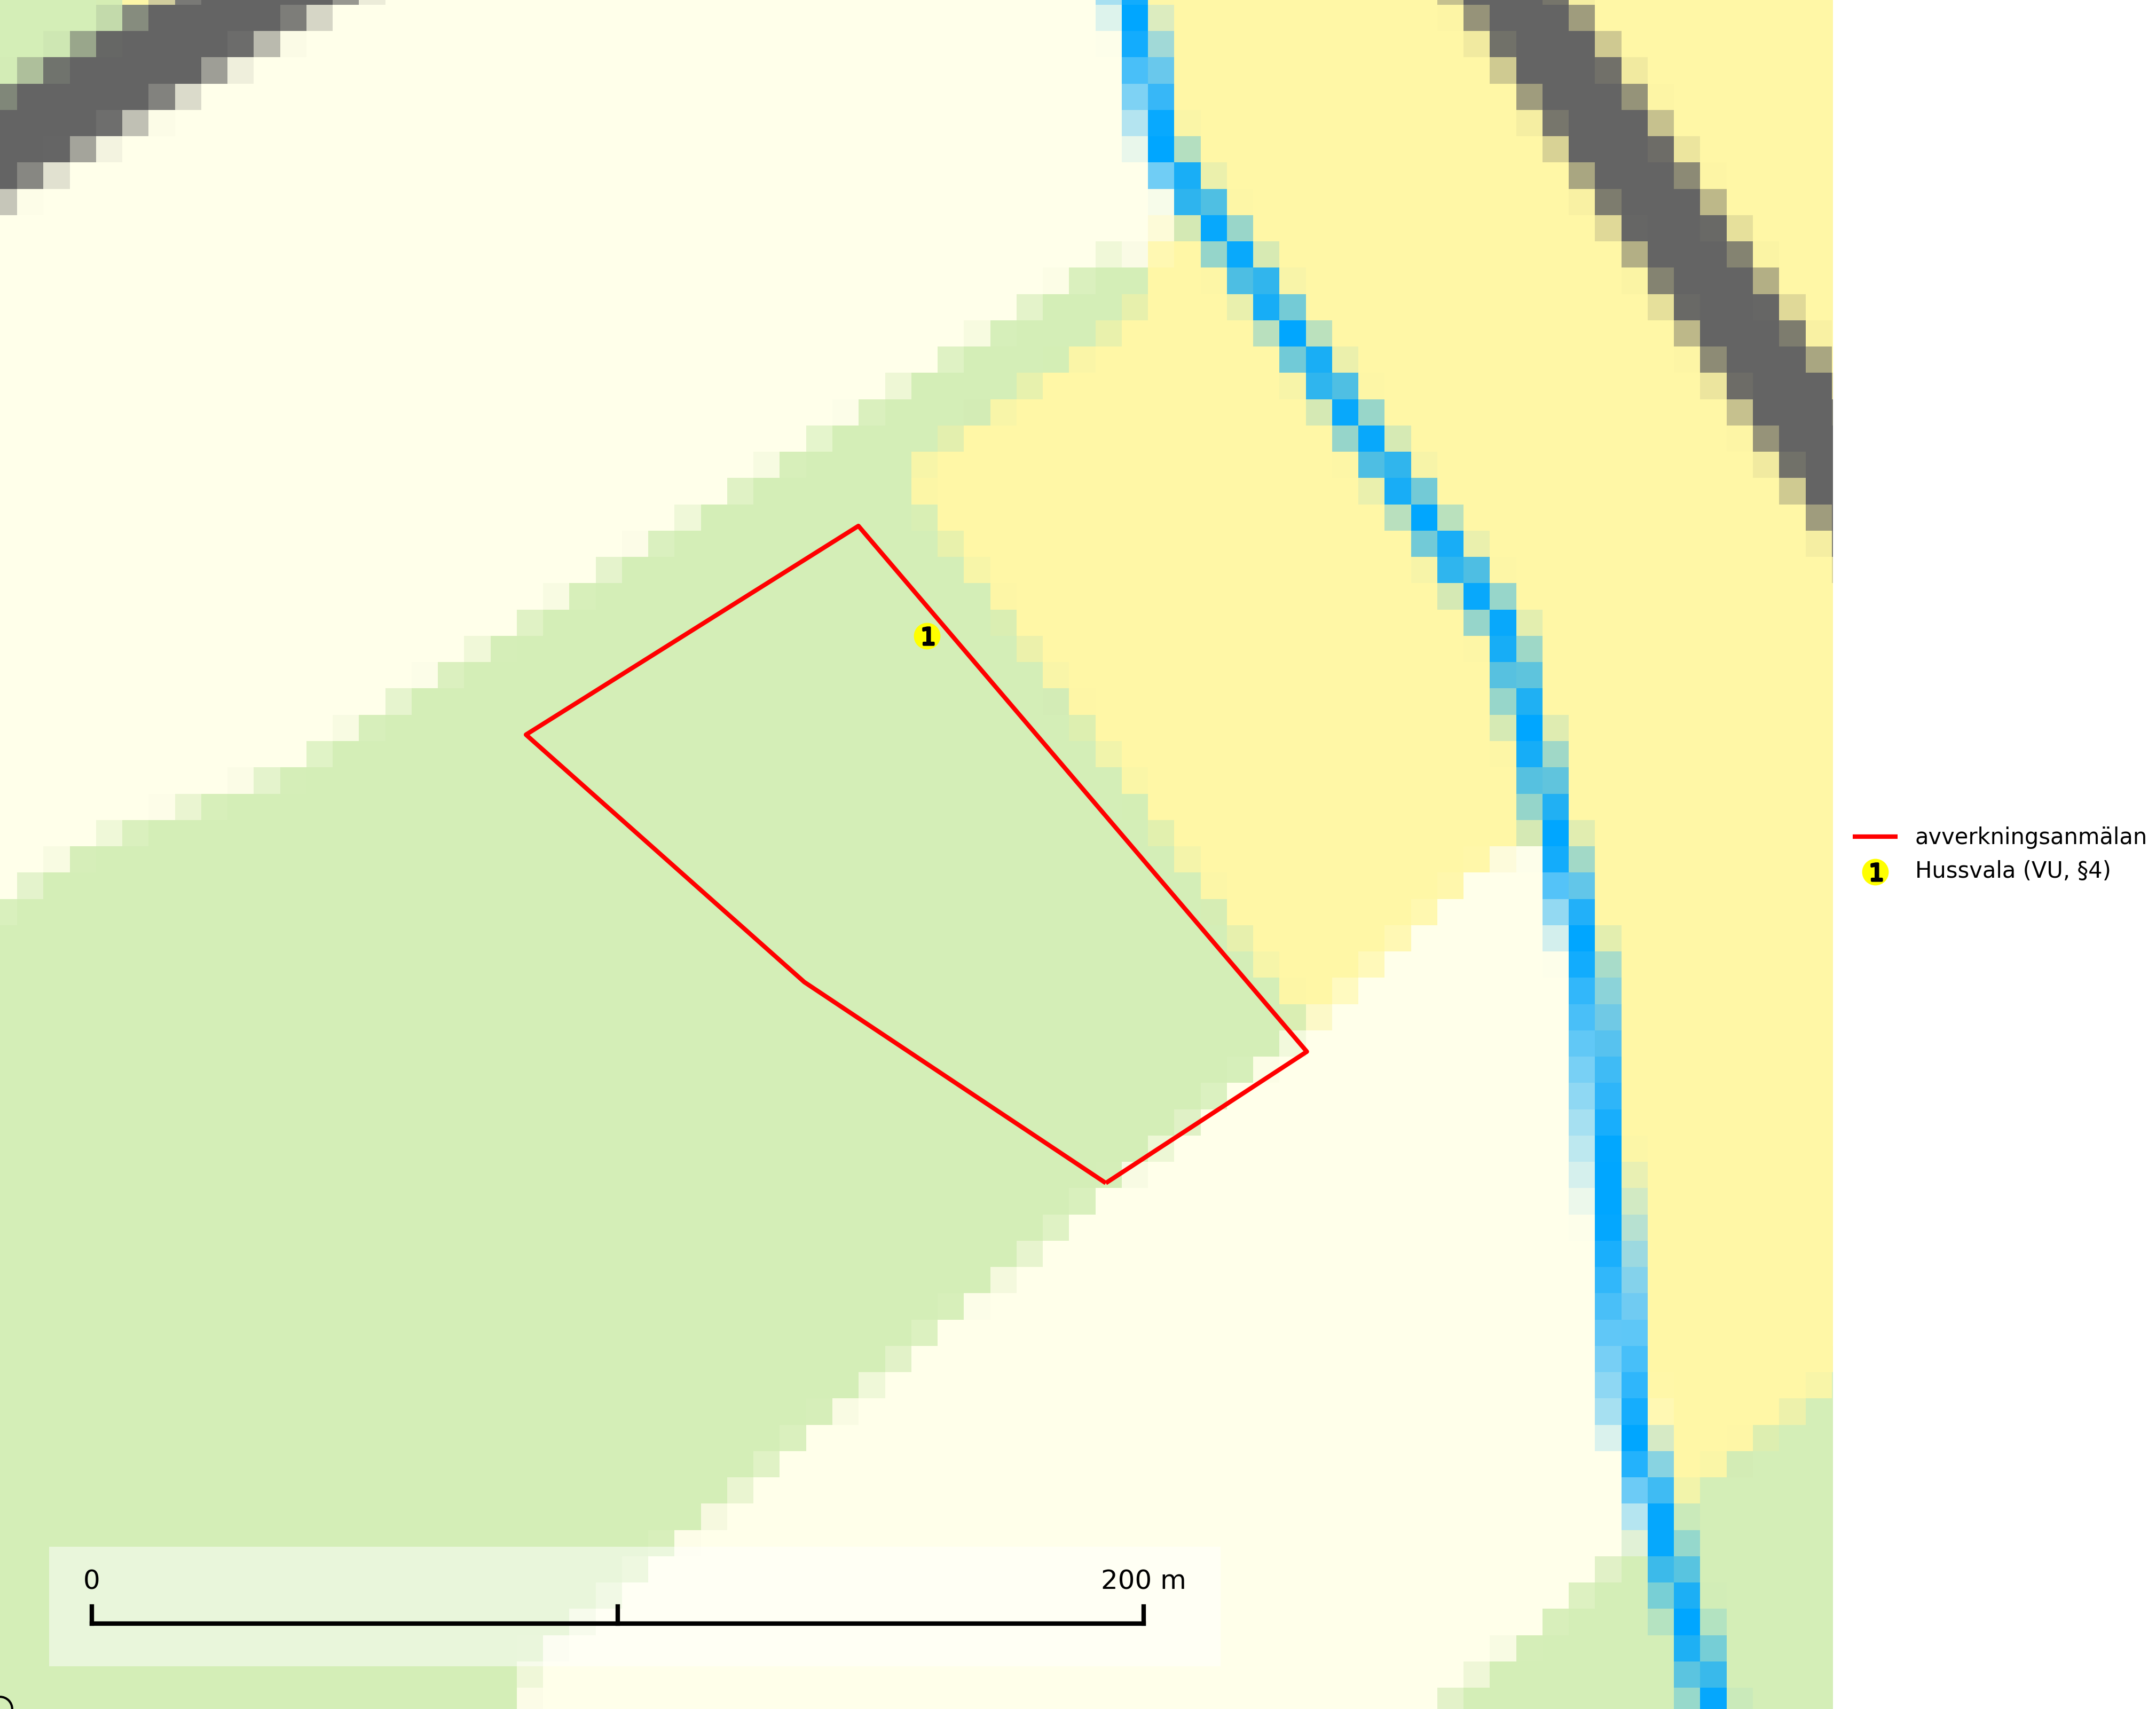 1
avverkningsanmälan
1 Hussvala (VU, §4)
0 200 m